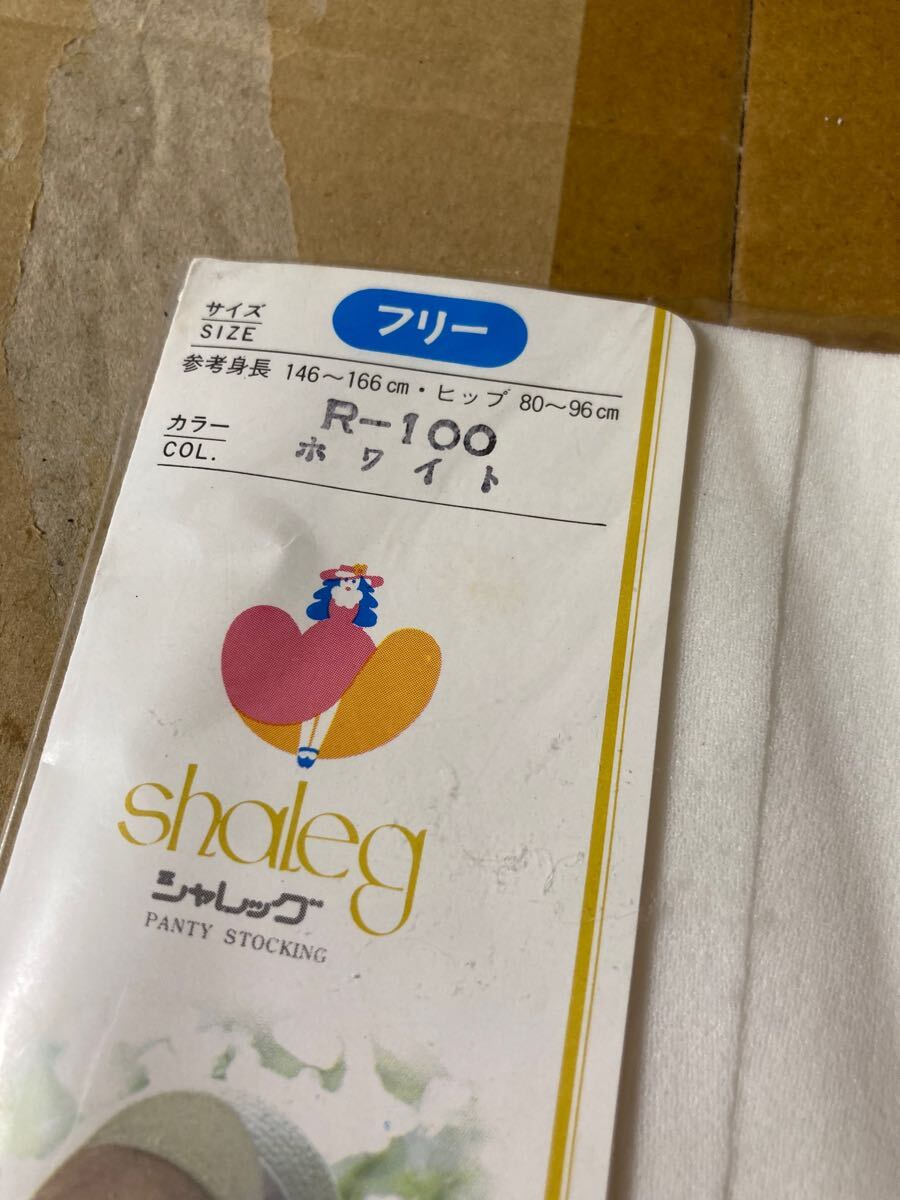 サイズ
SIZE
フリー
参考身長 146〜166cm・ヒップ 80〜96cm
カラー
COL.
R-100
ホワイト
shaleg
シャレッグ
PANTY STOCKING